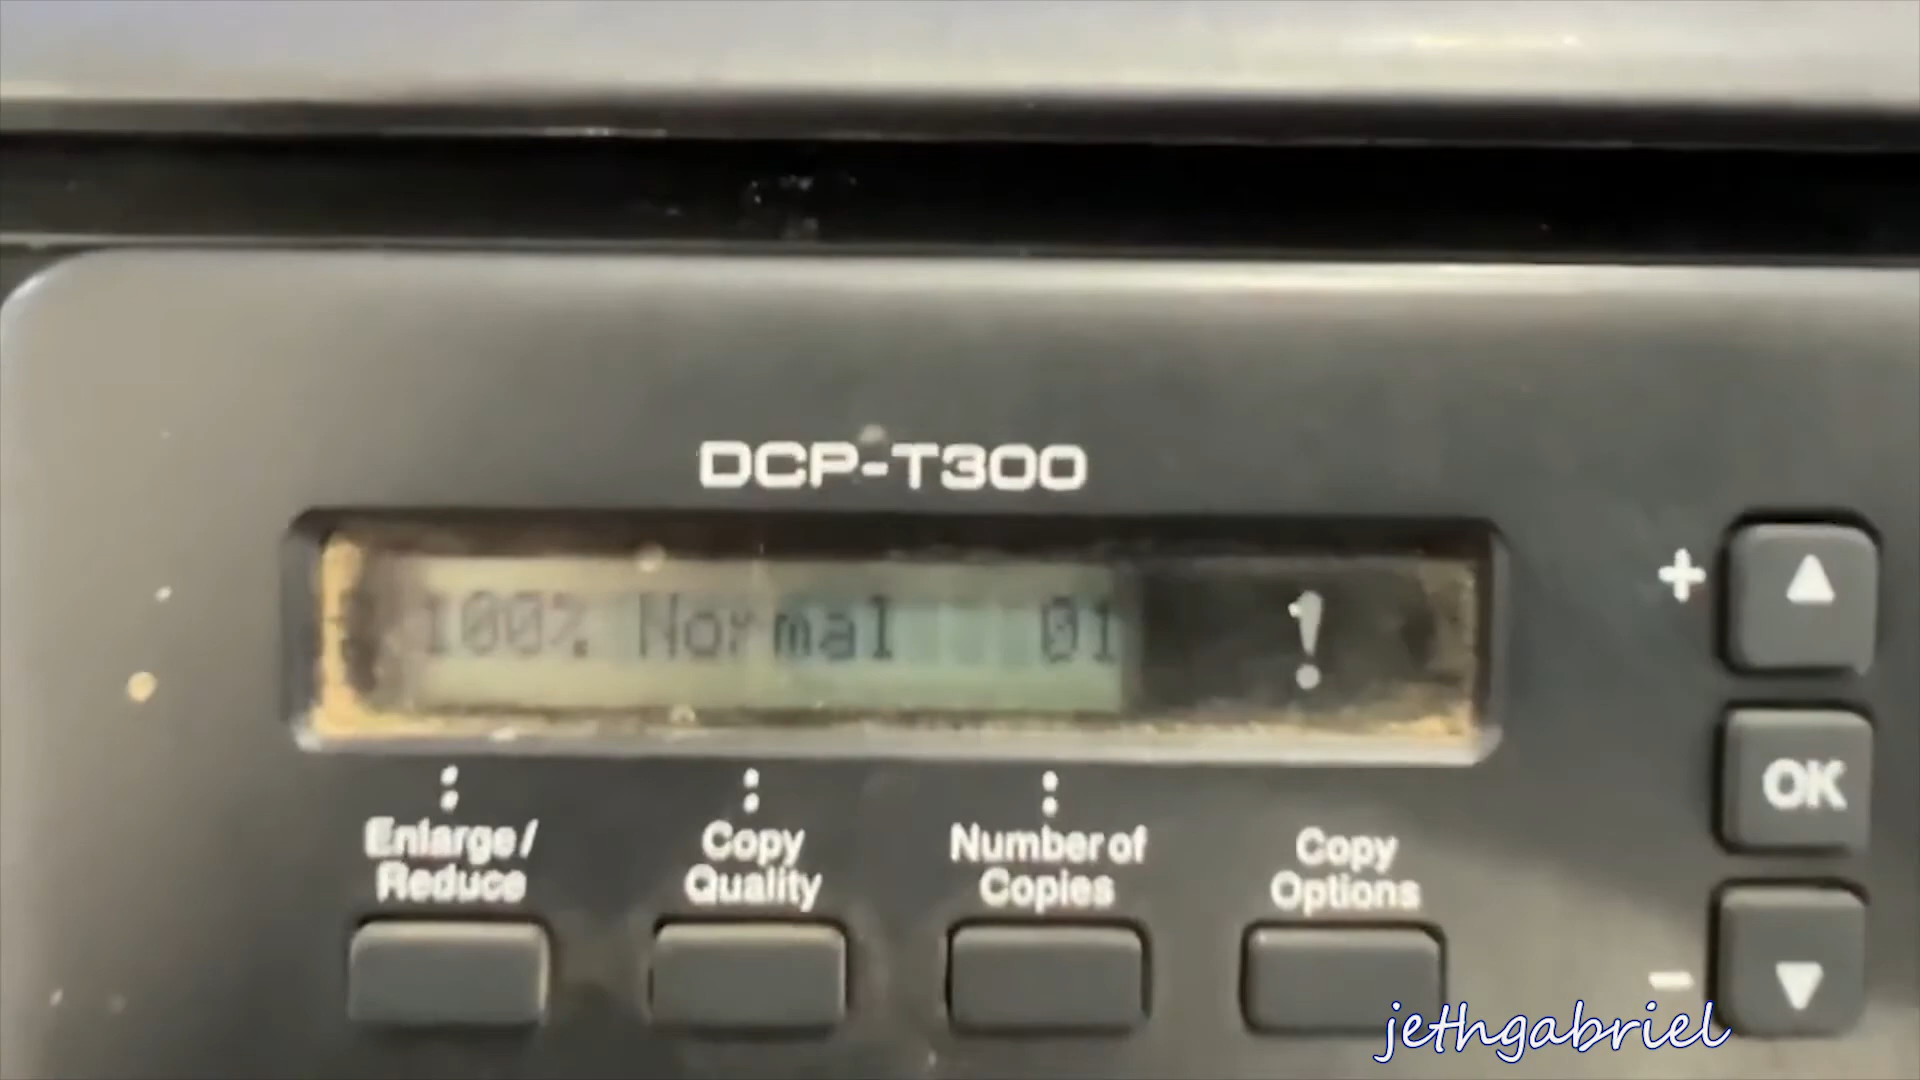 DCP-T300
100% Normal 01
!
+
Enlarge/
Reduce
Copy
Quality
Number of
Copies
Copy
Options
OK
-
jethgabriel